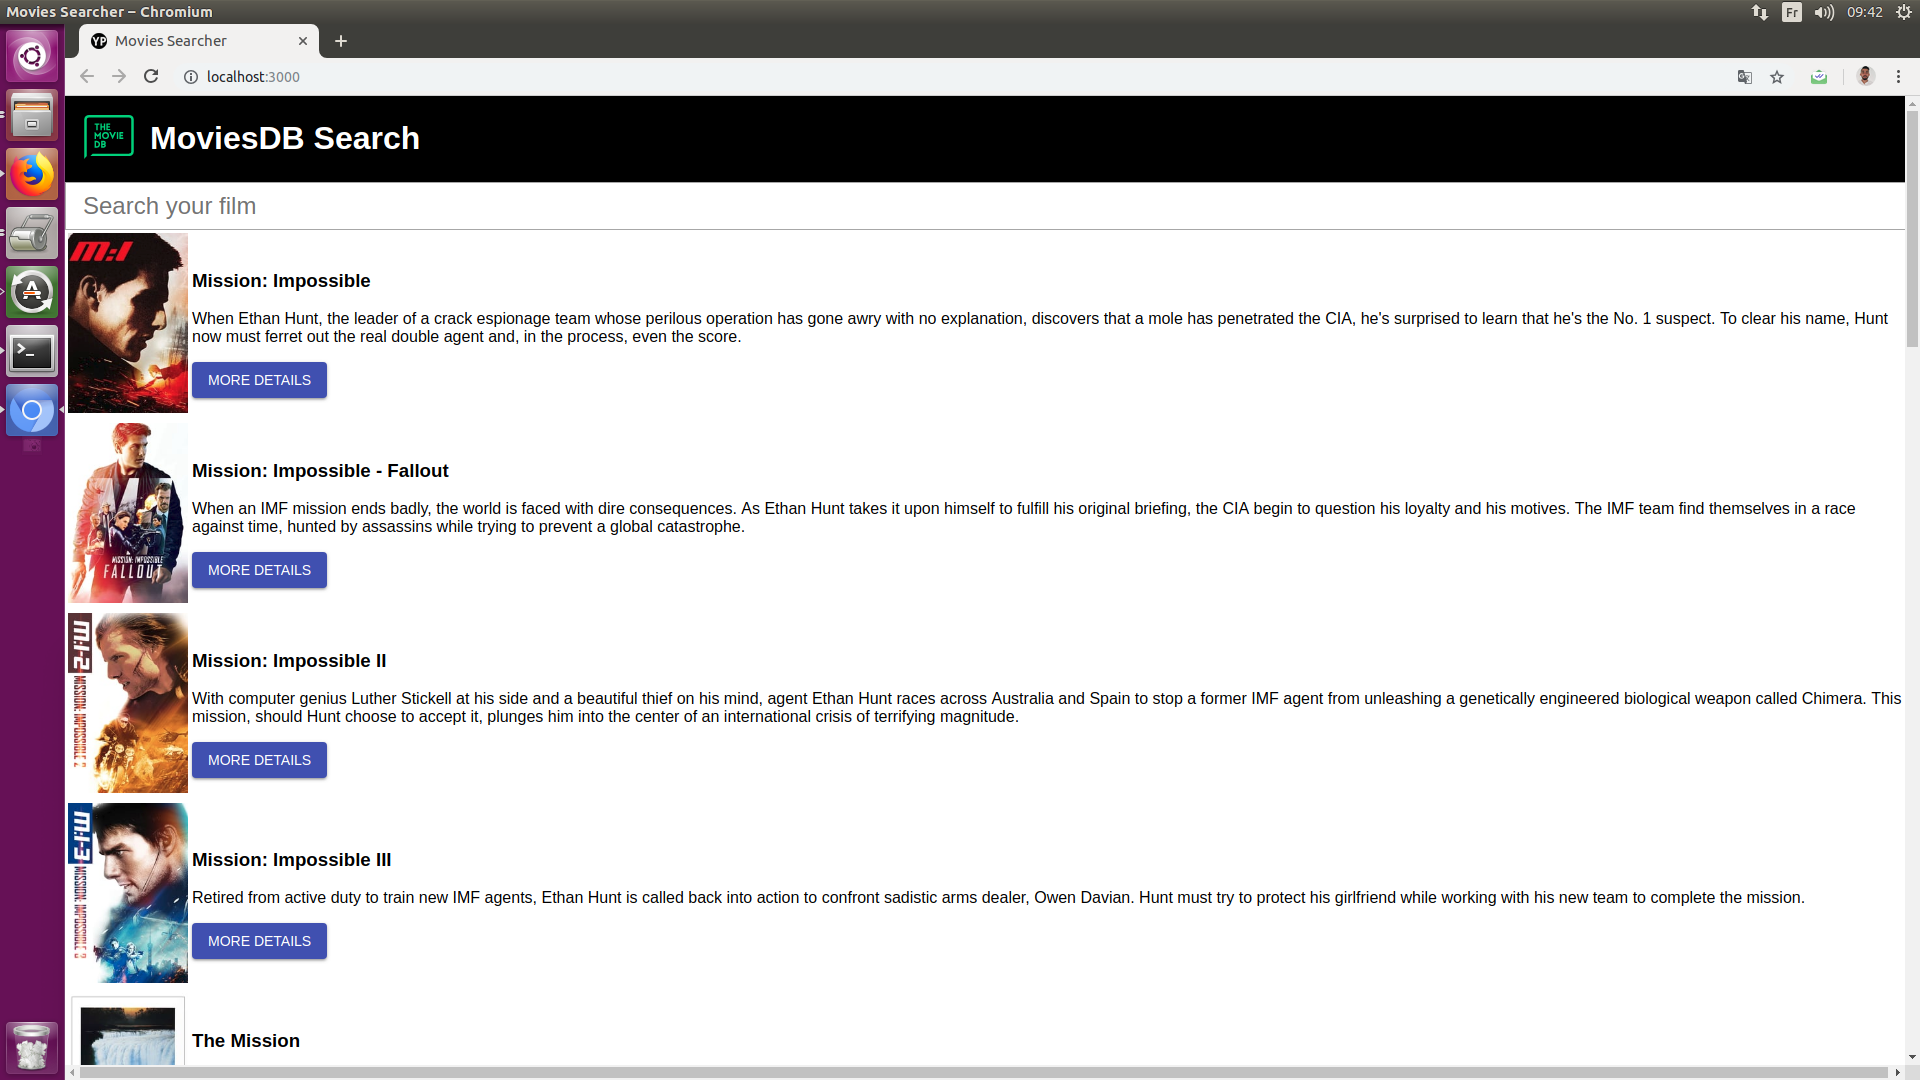 Movies Searcher – Chromium
Fr
09:42
YP Movies Searcher
localhost:3000
THE
MOVIE
DB
MoviesDB Search
Search your film
M:I
Mission: Impossible
When Ethan Hunt, the leader of a crack espionage team whose perilous operation has gone awry with no explanation, discovers that a mole has penetrated the CIA, he's surprised to learn that he's the No. 1 suspect. To clear his name, Hunt
now must ferret out the real double agent and, in the process, even the score.
MORE DETAILS
MISSION: IMPOSSIBLE
FALLOUT
Mission: Impossible - Fallout
When an IMF mission ends badly, the world is faced with dire consequences. As Ethan Hunt takes it upon himself to fulfill his original briefing, the CIA begin to question his loyalty and his motives. The IMF team find themselves in a race
against time, hunted by assassins while trying to prevent a global catastrophe.
MORE DETAILS
M:I-2
MISSION: IMPOSSIBLE 2
Mission: Impossible II
With computer genius Luther Stickell at his side and a beautiful thief on his mind, agent Ethan Hunt races across Australia and Spain to stop a former IMF agent from unleashing a genetically engineered biological weapon called Chimera. This
mission, should Hunt choose to accept it, plunges him into the center of an international crisis of terrifying magnitude.
MORE DETAILS
M:I-3
MISSION: IMPOSSIBLE 3
Mission: Impossible III
Retired from active duty to train new IMF agents, Ethan Hunt is called back into action to confront sadistic arms dealer, Owen Davian. Hunt must try to protect his girlfriend while working with his new team to complete the mission.
MORE DETAILS
The Mission